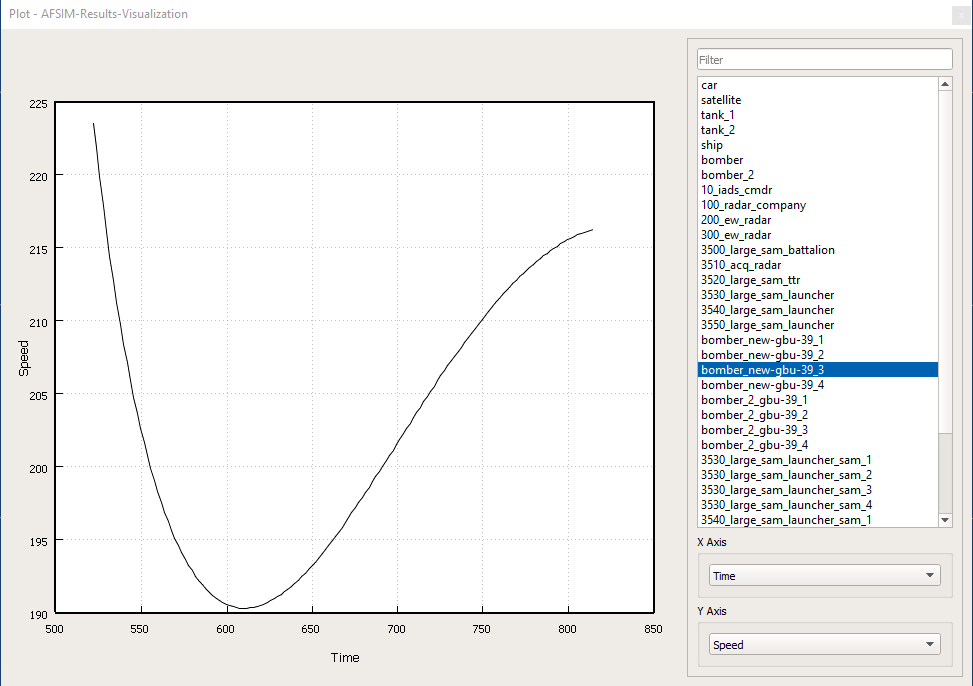 Plot - AFSIM-Results-Visualization
225
220
215
210
205
200
195
190
Speed
500 550 600 650 700 750 800 850
Time
Filter
car
satellite
tank_1
tank_2
ship
bomber
bomber_2
10_iads_cmdr
100_radar_company
200_ew_radar
300_ew_radar
3500_large_sam_battalion
3510_acq_radar
3520_large_sam_ttr
3530_large_sam_launcher
3540_large_sam_launcher
3550_large_sam_launcher
bomber_new-gbu-39_1
bomber_new-gbu-39_2
bomber_new-gbu-39_3
bomber_new-gbu-39_4
bomber_2_gbu-39_1
bomber_2_gbu-39_2
bomber_2_gbu-39_3
bomber_2_gbu-39_4
3530_large_sam_launcher_sam_1
3530_large_sam_launcher_sam_2
3530_large_sam_launcher_sam_3
3530_large_sam_launcher_sam_4
3540_large_sam_launcher_sam_1
X Axis
Time
Y Axis
Speed